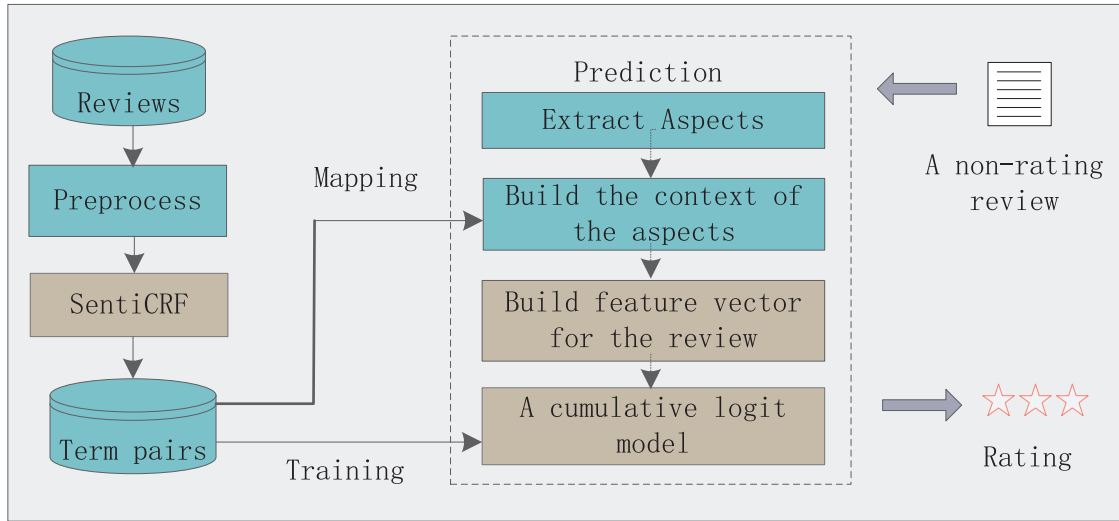 Reviews
Preprocess
SentiCRF
Term pairs
Mapping
Training
Prediction
Extract Aspects
Build the context of
the aspects
Build feature vector
for the review
A cumulative logit
model
A non-rating
review
Rating